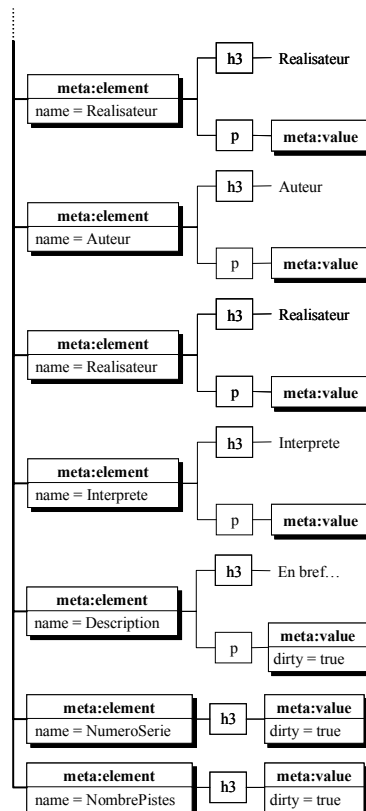 h3 Realisateur
meta:element
name = Realisateur
p meta:value
h3 Auteur
meta:element
name = Auteur
p meta:value
h3 Realisateur
meta:element
name = Realisateur
p meta:value
h3 Interprete
meta:element
name = Interprete
p meta:value
h3 En bref…
meta:element
name = Description
meta:value
p
dirty = true
meta:element
meta:value
h3
name = NumeroSerie
dirty = true
meta:element
meta:value
h3
name = NombrePistes
dirty = true